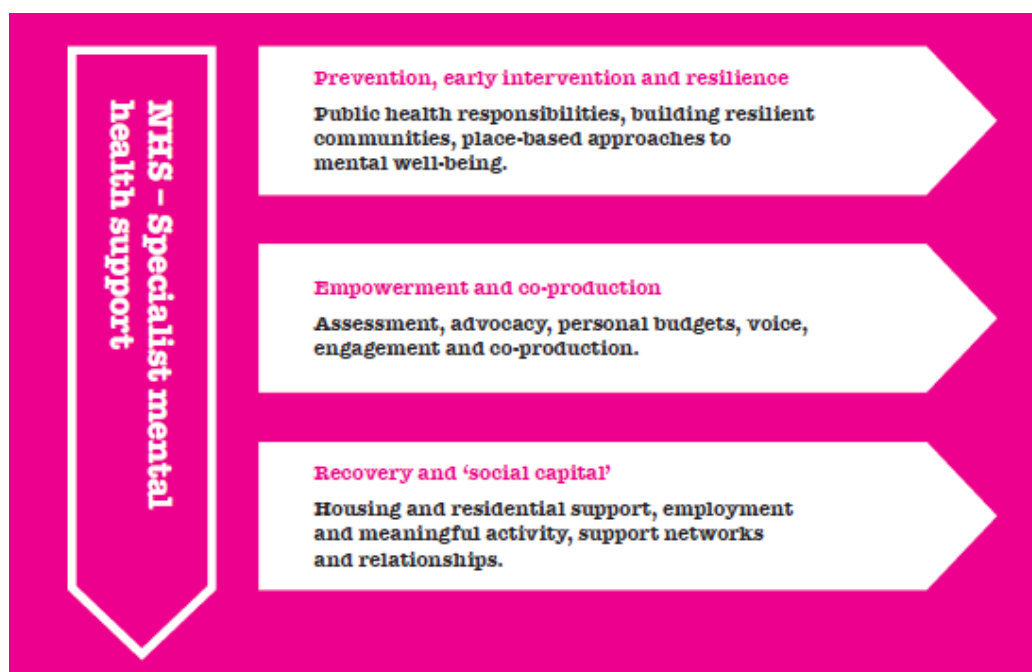 NHS – Specialist mental
health support
Prevention, early intervention and resilience
Public health responsibilities, building resilient
communities, place-based approaches to
mental well-being.
Empowerment and co-production
Assessment, advocacy, personal budgets, voice,
engagement and co-production.
Recovery and ‘social capital’
Housing and residential support, employment
and meaningful activity, support networks
and relationships.